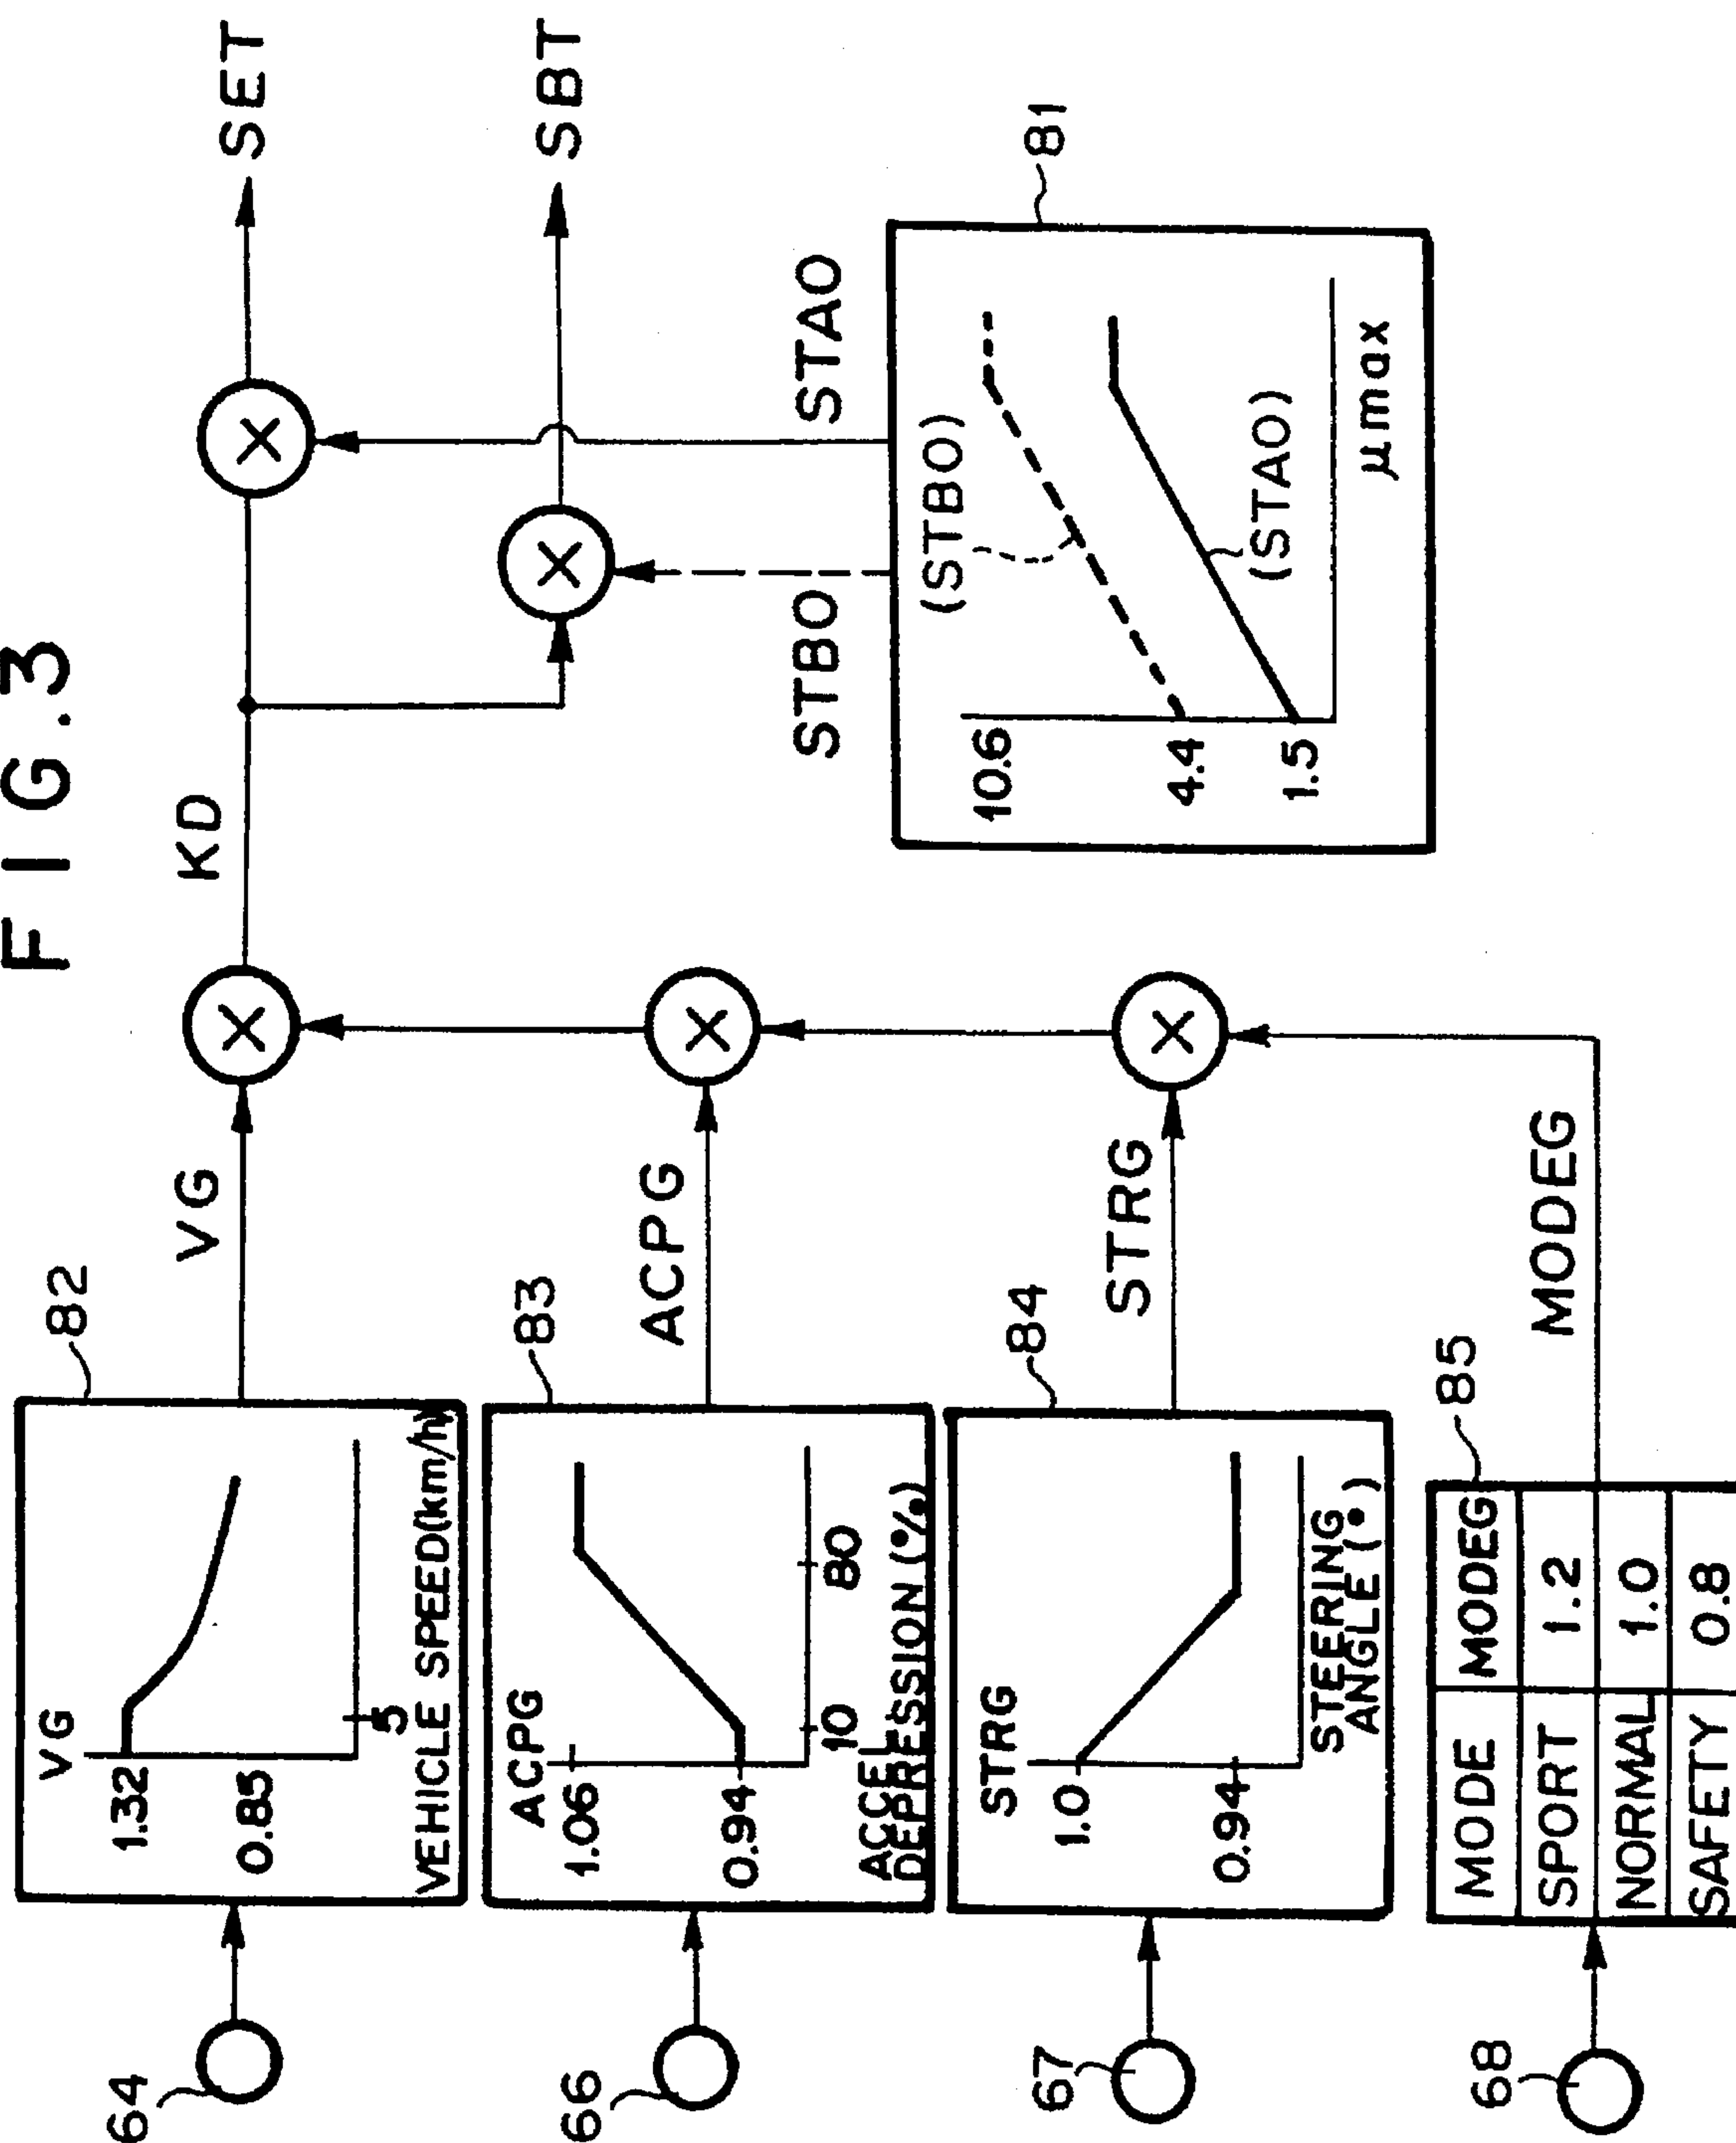 FIG.3
64
82
VG
1.32
0.85
5
VEHICLE SPEED(km/h)
VG
KD
SET
66
83
ACPG
1.06
0.94
10
80
ACCEL.
DEPRESSION(%)
ACPG
SBT
67
84
STRG
1.0
0.94
STEERING
ANGLE(°)
STRG
STBO
STAO
68
85
MODE MODEG
SPORT 1.2
NORMAL 1.0
SAFETY 0.8
MODEG
81
10.6
4.4
1.5
(STBO)
(STAO)
μmax